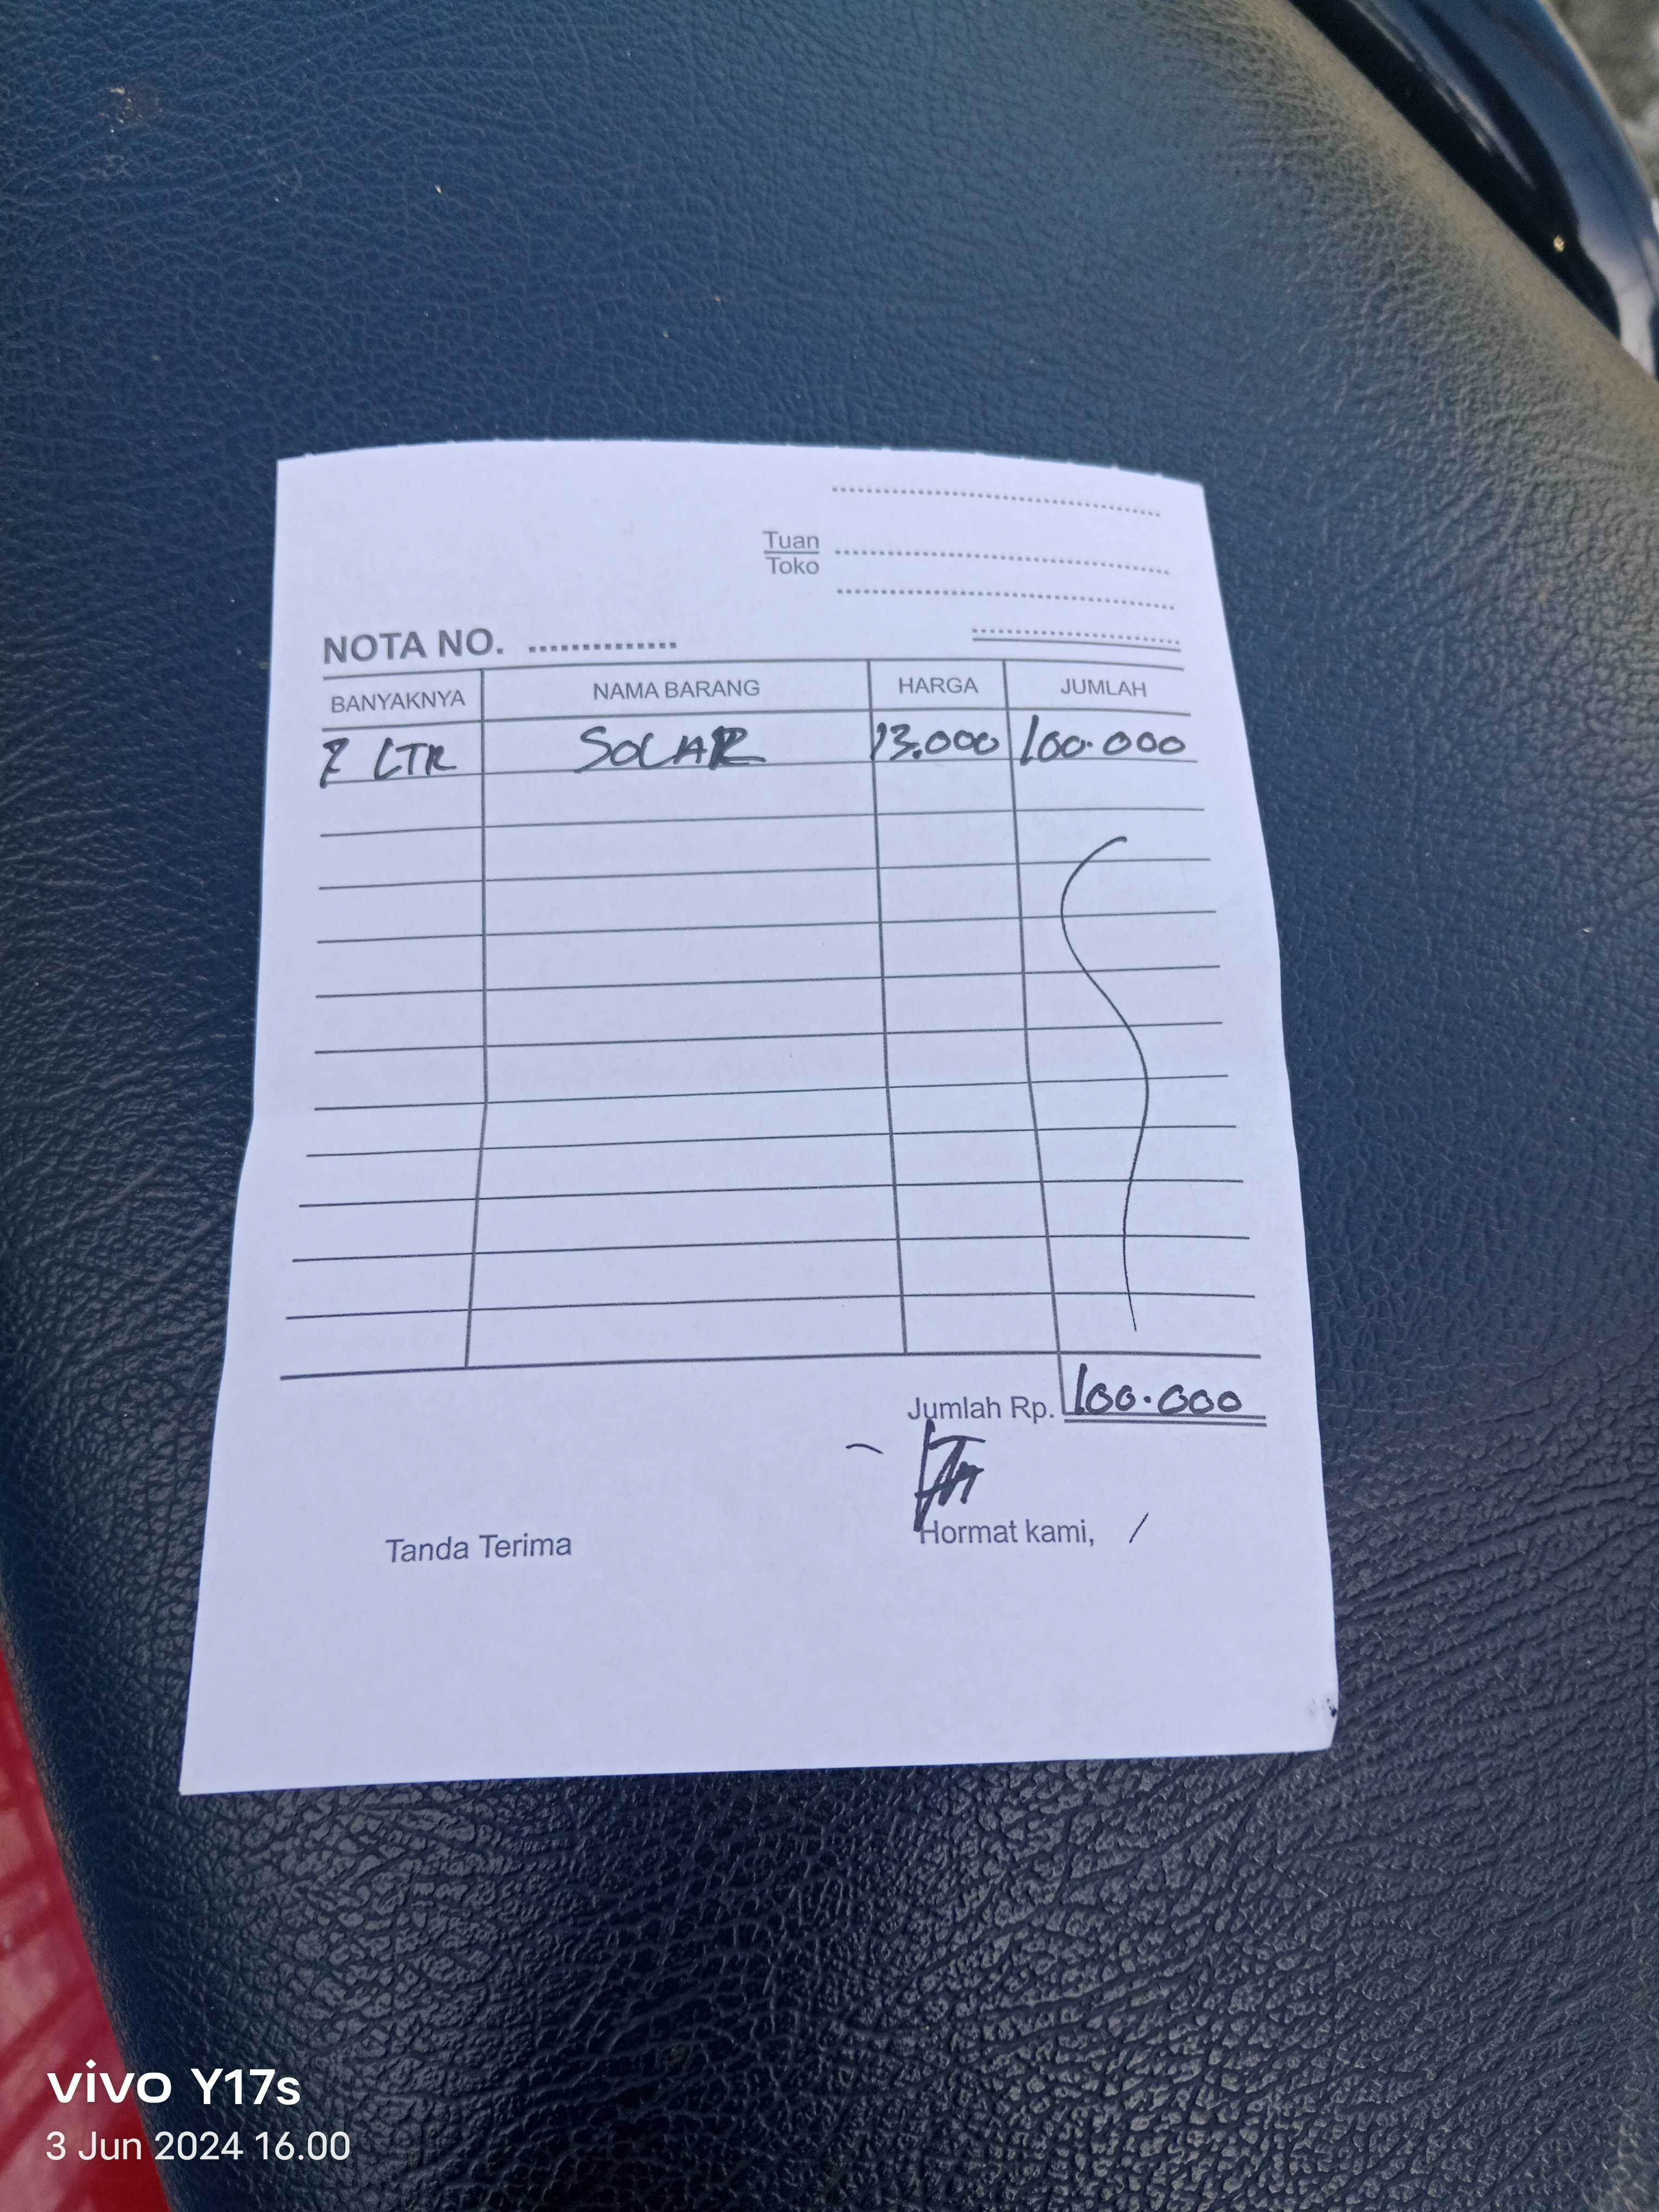 Tuan
Toko
NOTA NO.
BANYAKNYA NAMA BARANG HARGA JUMLAH
LTR SOLAR 13.000 100.000
Jumlah Rp. 100.000
Tanda Terima Hormat kami,
vivo Y17s
3 Jun 2024 16.00